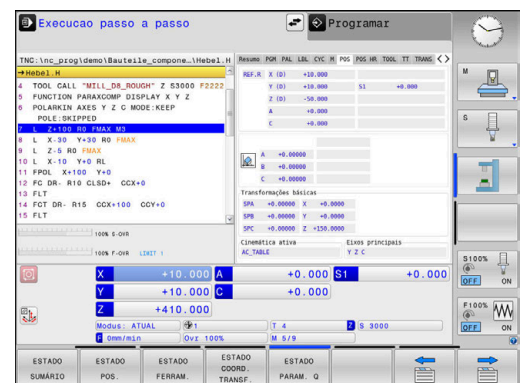 Execucao passo a passo
Programar
TNC:\nc_prog\demo\Bauteile_compone…\Hebel.H
→Hebel.H
4 TOOL CALL "MILL_D8_ROUGH" Z S3000 F2222
5 FUNCTION PARAXCOMP DISPLAY X Y Z
6 POLARKIN AXES Y Z C MODE:KEEP
POLE:SKIPPED
7 L Z+100 R0 FMAX M3
8 L X-30 Y+30 R0 FMAX
9 L Z-5 R0 FMAX
10 L X-10 Y+0 RL
11 FPOL X+100 Y+0
12 FC DR- R10 CLSD+ CCX+0
13 FLT
14 FCT DR- R15 CCX+100 CCY+0
15 FLT
100% S-OVR
100% F-OVR LIMIT 1
Resumo PGM PAL LBL CYC M POS POS HR TOOL TT TRANS
REF.R X (D) +10.000
Y (D) +10.000 S1 +0.000
Z (D) -50.000
A +0.000
C +0.000
A +0.00000
B +0.00000
C +0.00000
Transformações básicas
SPA +0.00000 X +0.0000
SPB +0.00000 Y +0.0000
SPC +0.00000 Z +150.0000
Cinemática ativa Eixos principais
AC_TABLE Y Z C
X +10.000 A +0.000 S1 +0.000
Y +10.000 C +0.000
Z +410.000
Modus: ATUAL 1 T 4 Z S 3000
F 0mm/min Ovr 100% M 5/9
M
S
S100%
OFF ON
F100%
OFF ON
ESTADO SUMÁRIO
ESTADO POS.
ESTADO FERRAM.
ESTADO COORD. TRANSF.
ESTADO PARAM. Q